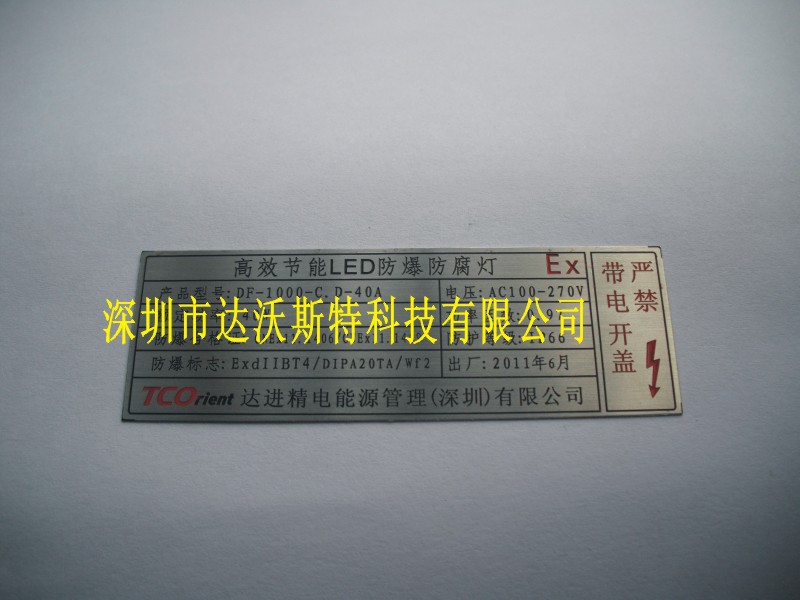 高效节能LED防爆防腐灯 Ex
产品型号:DF-1000-C.D-40A 电压:AC100-270V
深圳市达沃斯特科技有限公司
防爆标志:ExdIIBT4/DIPA20TA/Wf2 出厂:2011年6月
TCOrient 达进精电能源管理(深圳)有限公司
严禁
带电开盖